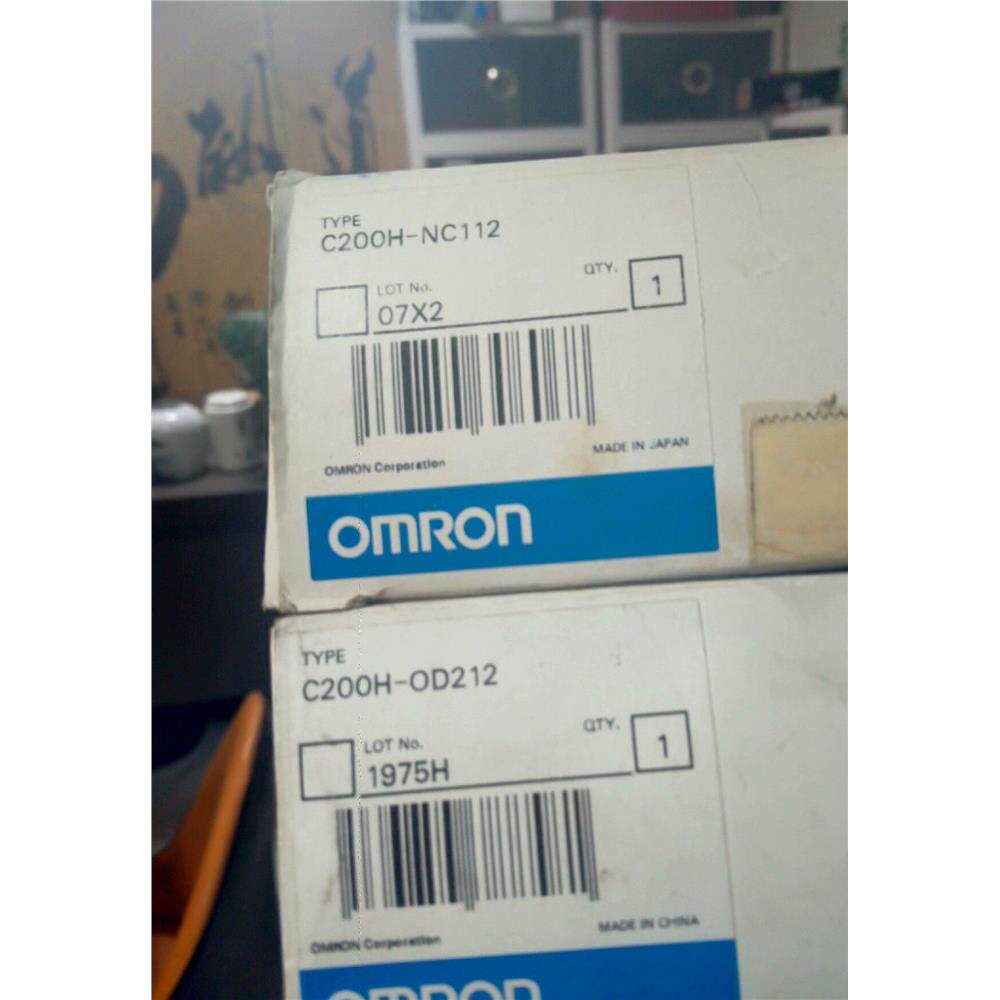 TYPE
C200H-NC112
LOT No.
07X2
QTY.
1
MADE IN JAPAN
OMRON Corporation
OMRON
TYPE
C200H-OD212
LOT No.
1975H
QTY.
1
MADE IN CHINA
OMRON Corporation
OMRON